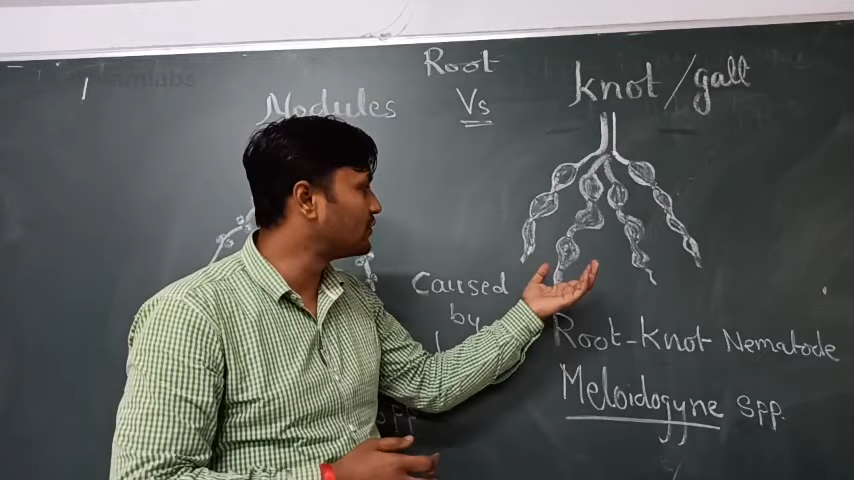 Root
Nodules Vs Knot/gall
Caused
by
Root-Knot-Nematode
Meloidogyne spp.